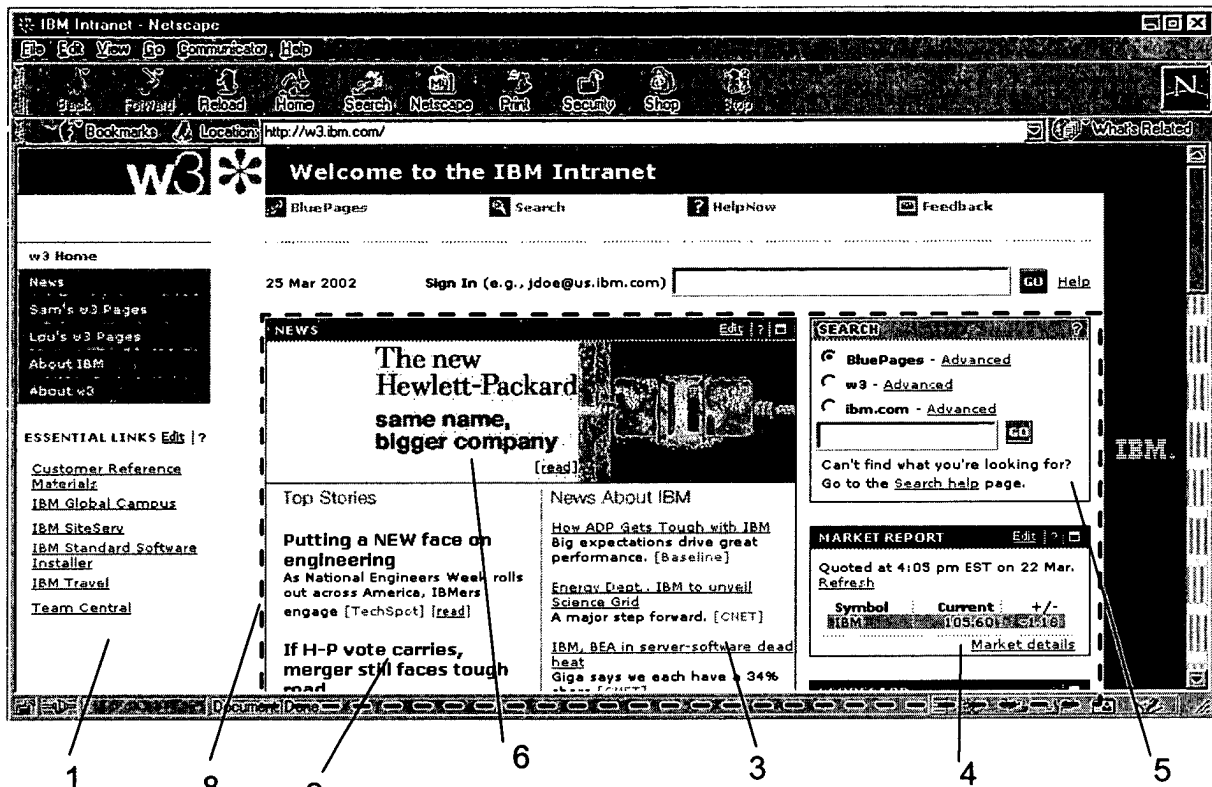 IBM Intranet - Netscape
File Edit View Go Communicator Help
Back Forward Reload Home Search Netscape Print Security Shop Stop
Bookmarks Location: http://w3.ibm.com/ What's Related
w3 * Welcome to the IBM Intranet
BluePages Search HelpNow Feedback
w3 Home
News
Sam's w3 Pages
Lou's w3 Pages
About IBM
About w3
25 Mar 2002 Sign In (e.g., jdoe@us.ibm.com) GO Help
ESSENTIAL LINKS Edit | ?
Customer Reference
Materials
IBM Global Campus
IBM SiteServ
IBM Standard Software
Installer
IBM Travel
Team Central
NEWS Edit | ? |
The new
Hewlett-Packard
same name,
bigger company
[read]
Top Stories
Putting a NEW face on
engineering
As National Engineers Week rolls
out across America, IBMers
engage [TechSpot] [read]
If H-P vote carries,
merger still faces tough
road
News About IBM
How ADP Gets Tough with IBM
Big expectations drive great
performance. [Baseline]
Energy Dept., IBM to unveil
Science Grid
A major step forward. [CNET]
IBM, BEA in server-software dead
heat
Giga says we each have a 34%
share [CNET]
SEARCH ?
BluePages - Advanced
w3 - Advanced
ibm.com - Advanced
GO
Can't find what you're looking for?
Go to the Search help page.
MARKET REPORT Edit | ? |
Quoted at 4:05 pm EST on 22 Mar.
Refresh
Symbol Current +/-
IBM 105.60 -1.18
Market details
IBM.
Document: Done
1
8
6
3
4
5